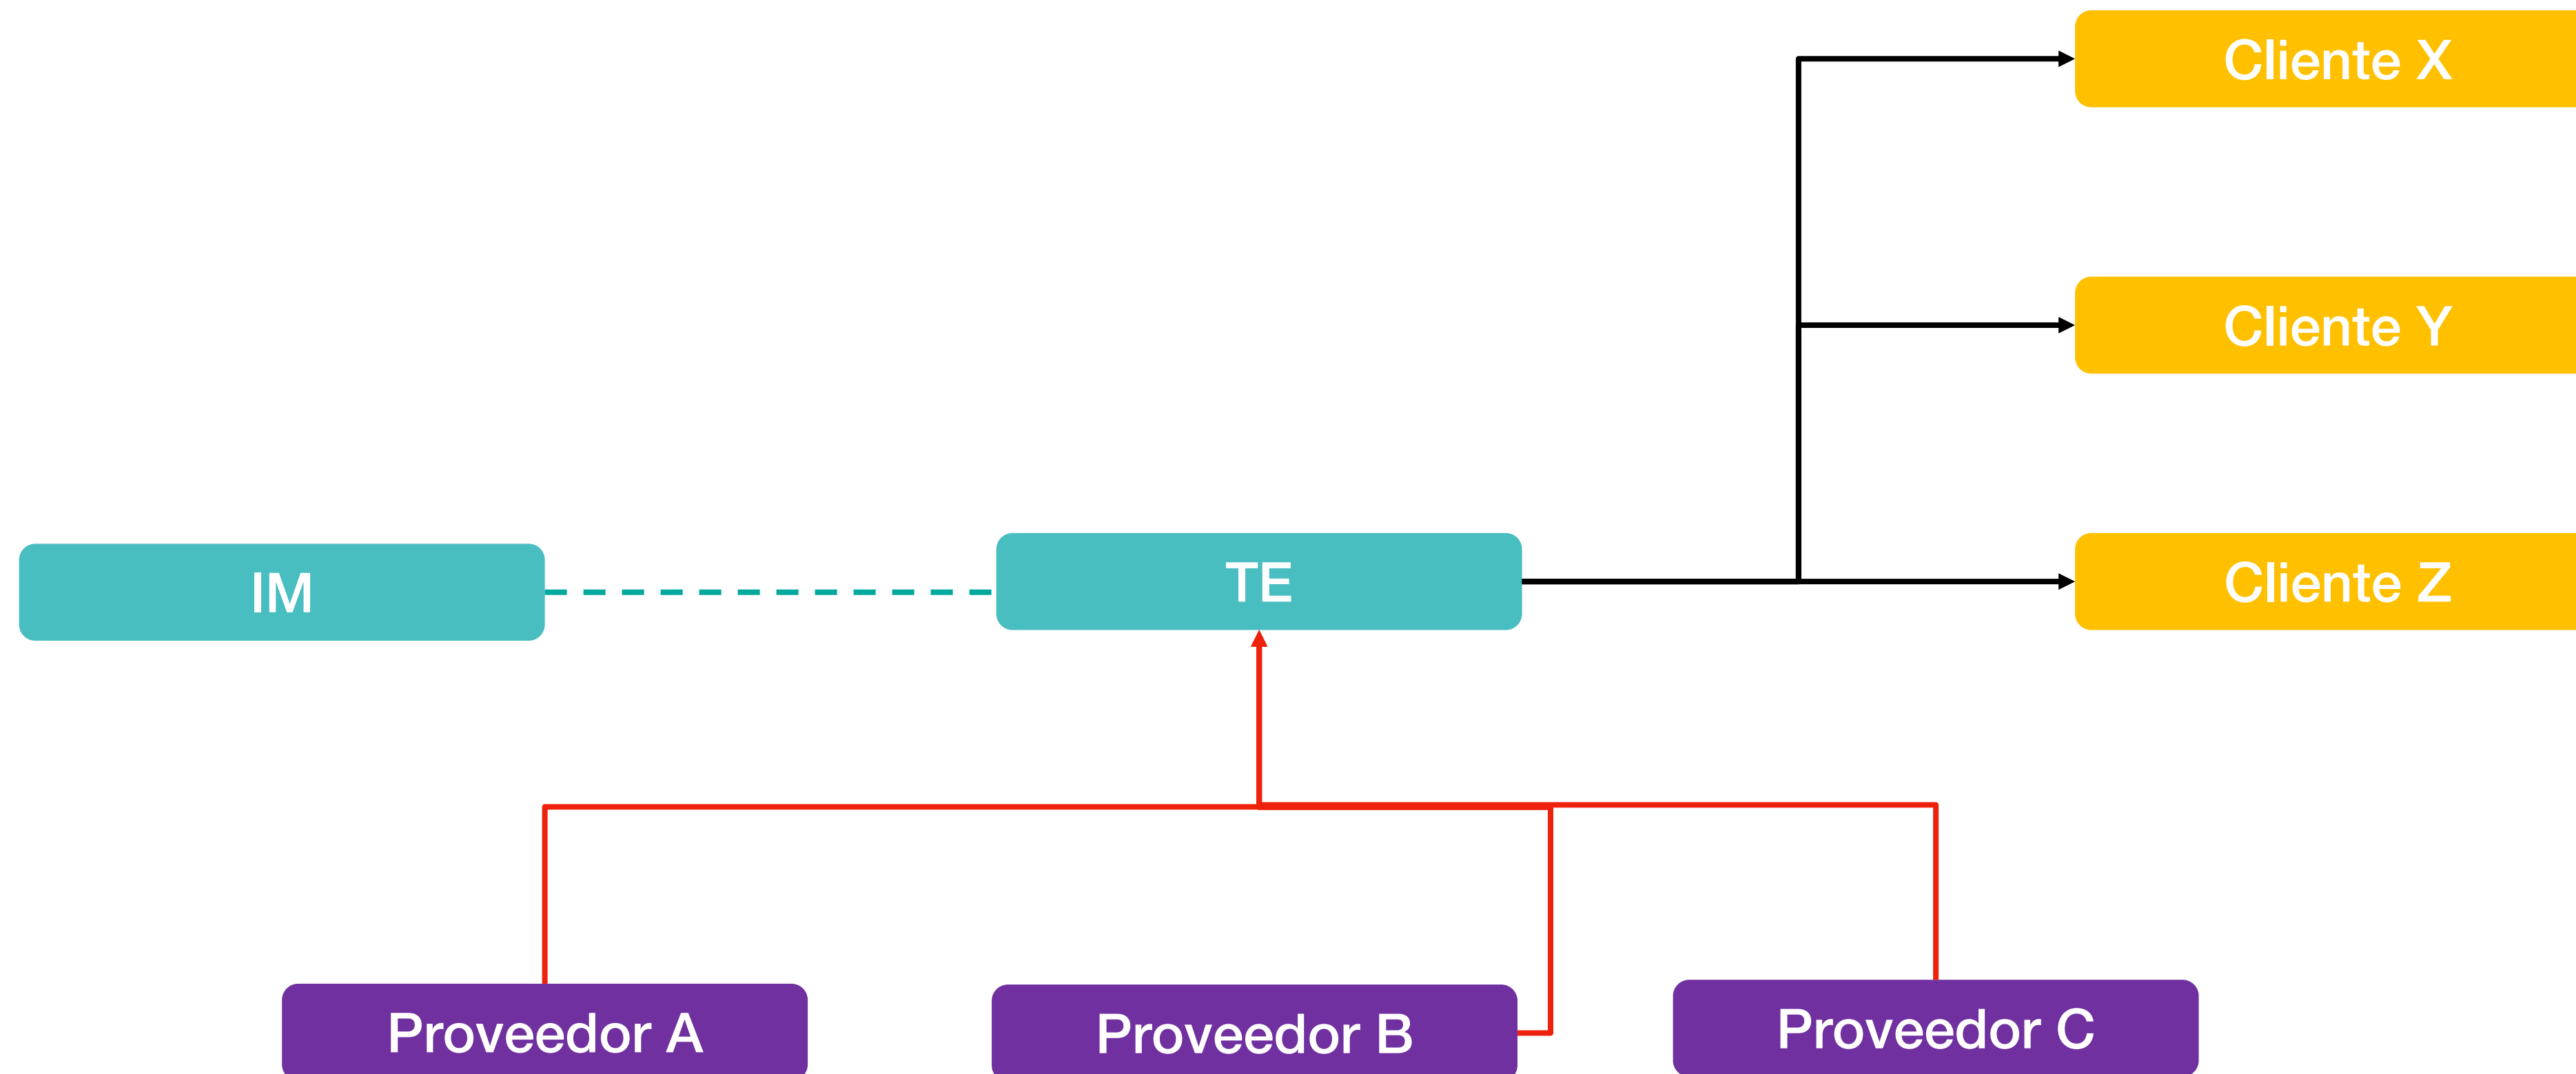 Cliente X
Cliente Y
IM
TE
Cliente Z
Proveedor A
Proveedor B
Proveedor C